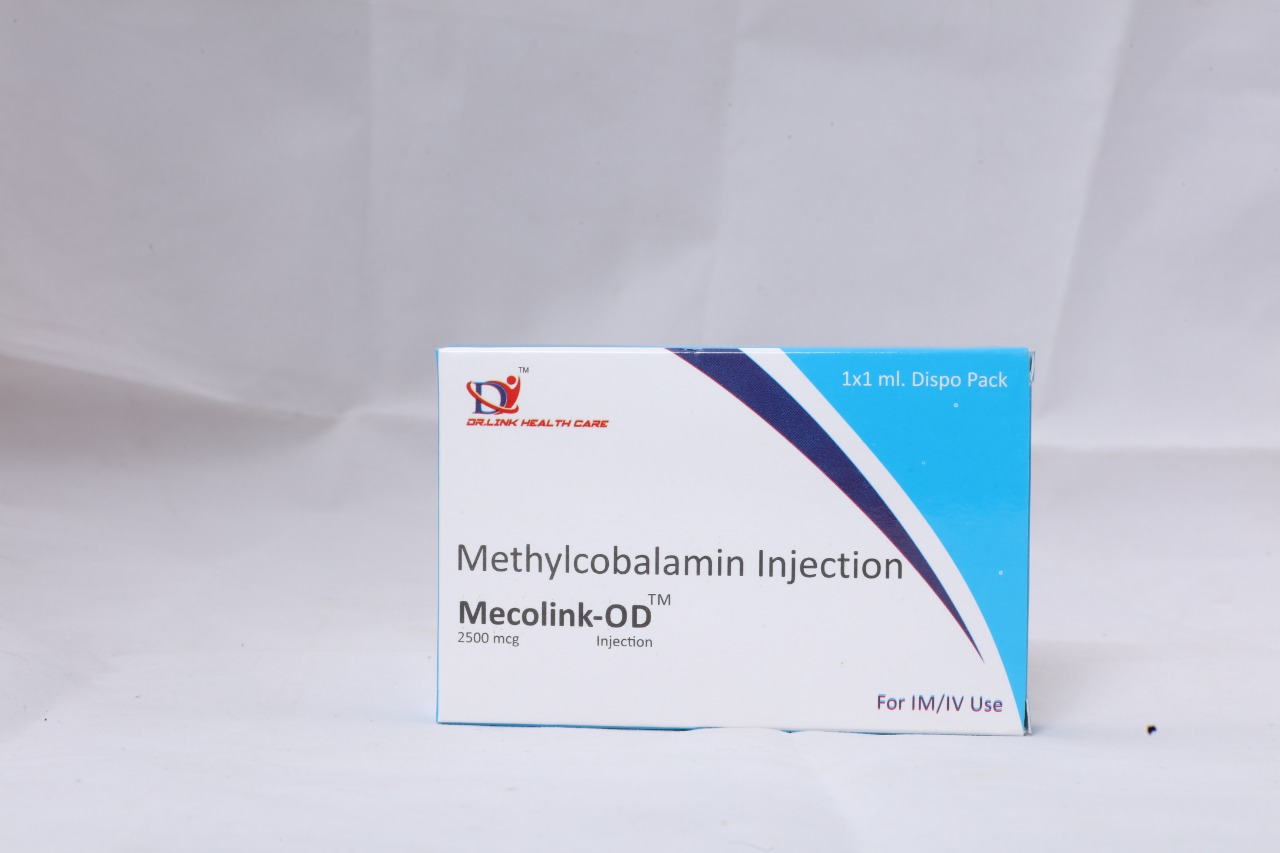 TM
DR.LINK HEALTH CARE
1x1 ml. Dispo Pack
Methylcobalamin Injection
Mecolink-OD™
2500 mcg Injection
For IM/IV Use